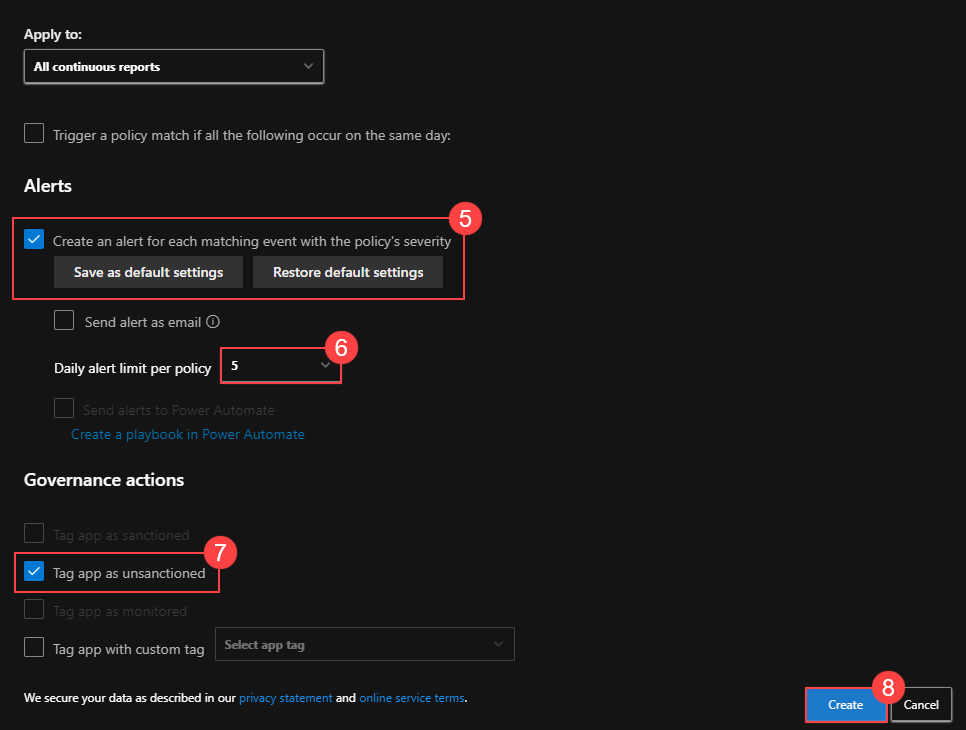 Apply to:
All continuous reports
Trigger a policy match if all the following occur on the same day:
Alerts
5
Create an alert for each matching event with the policy's severity
Save as default settings Restore default settings
Send alert as email
6
Daily alert limit per policy 5
Send alerts to Power Automate
Create a playbook in Power Automate
Governance actions
Tag app as sanctioned
7
Tag app as unsanctioned
Tag app as monitored
Tag app with custom tag Select app tag
We secure your data as described in our privacy statement and online service terms.
8
Create Cancel